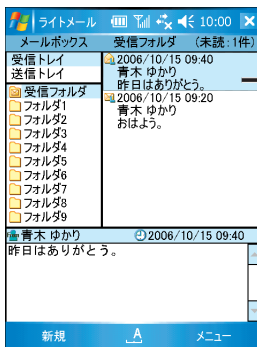 ライトメール 10:00
メールボックス 受信フォルダ (未読:1件)
受信トレイ
送信トレイ
受信フォルダ
フォルダ1
フォルダ2
フォルダ3
フォルダ4
フォルダ5
フォルダ6
フォルダ7
フォルダ8
フォルダ9
2006/10/15 09:40
青木 ゆかり
昨日はありがとう。
2006/10/15 09:20
青木 ゆかり
おはよう。
青木 ゆかり 2006/10/15 09:40
昨日はありがとう。
新規 A メニュー